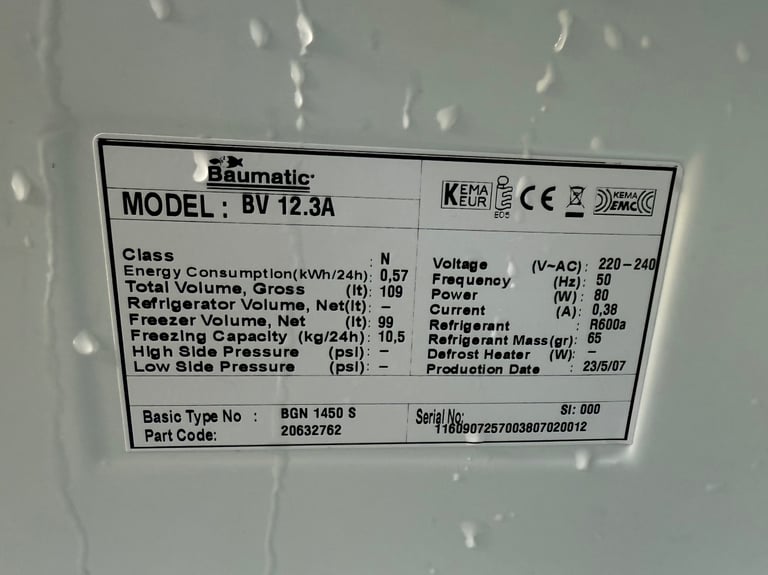 Baumatic
MODEL : BV 12.3A
KEMA EUR
E05
CE
KEMA EMC
Class : N
Energy Consumption(kWh/24h): 0,57
Total Volume, Gross (lt): 109
Refrigerator Volume, Net(lt): –
Freezer Volume, Net (lt): 99
Freezing Capacity (kg/24h): 10,5
High Side Pressure (psi): –
Low Side Pressure (psi): –
Voltage (V~AC) : 220-240
Frequency (Hz) : 50
Power (W) : 80
Current (A) : 0,38
Refrigerant : R600a
Refrigerant Mass(gr): 65
Defrost Heater (W): –
Production Date : 23/5/07
Basic Type No : BGN 1450 S
Part Code: 20632762
SI: 000
Serial No:
1160907257003807020012